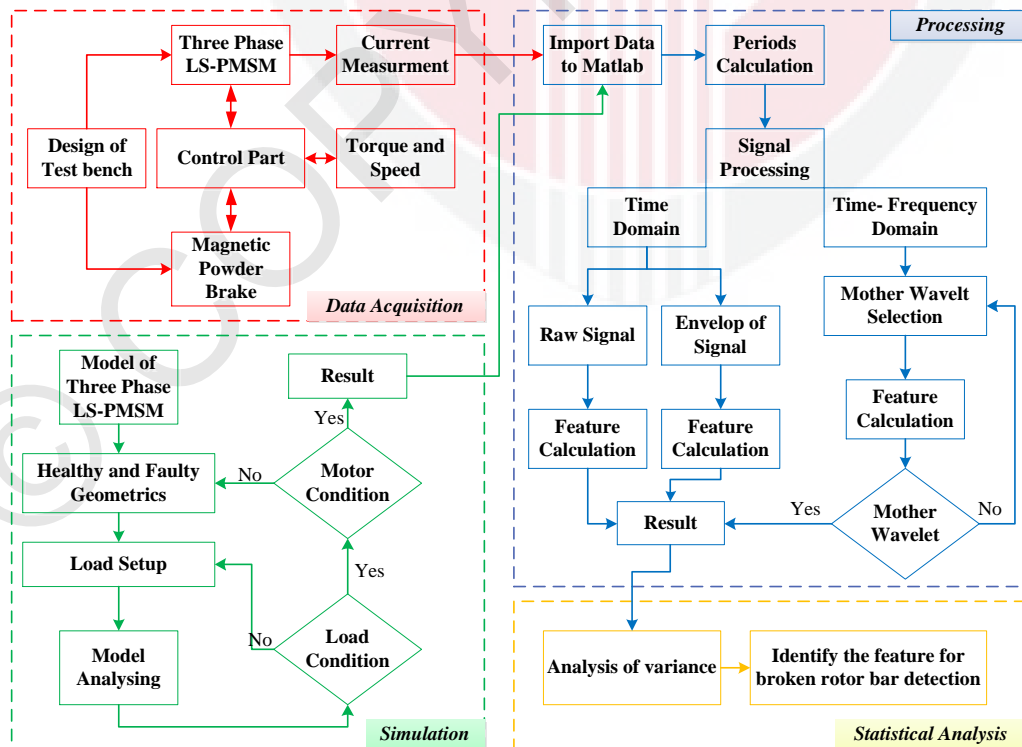 Three Phase
LS-PMSM
Current
Measurment
Design of
Test bench
Control Part
Torque and
Speed
Magnetic
Powder
Brake
Data Acquisition
Processing
Import Data
to Matlab
Periods
Calculation
Signal
Processing
Time
Domain
Time- Frequency
Domain
Raw Signal
Envelop of
Signal
Mother Wavelt
Selection
Feature
Calculation
Feature
Calculation
Feature
Calculation
Result
Yes
Mother
Wavelet
No
Model of
Three Phase
LS-PMSM
Result
Yes
Healthy and Faulty
Geometrics
No
Motor
Condition
Load Setup
Yes
No
Load
Condition
Model
Analysing
Simulation
Analysis of variance
Identify the feature for
broken rotor bar detection
Statistical Analysis